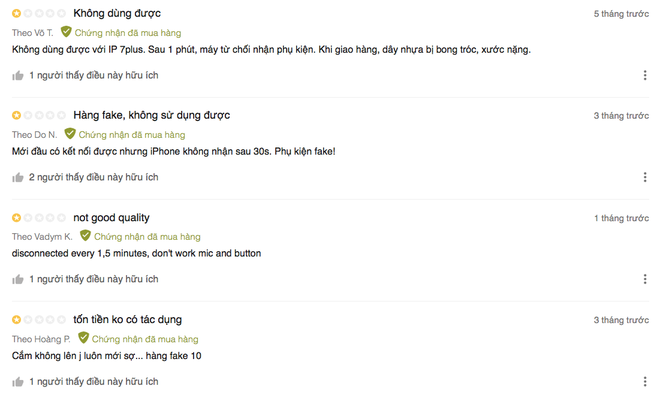 Không dùng được
5 tháng trước
Theo Võ T. Chứng nhận đã mua hàng
Không dùng được với IP 7plus. Sau 1 phút, máy từ chối nhận phụ kiện. Khi giao hàng, dây nhựa bị bong tróc, xước nặng.
1 người thấy điều này hữu ích
Hàng fake, không sử dụng được
3 tháng trước
Theo Do N. Chứng nhận đã mua hàng
Mới đầu có kết nối được nhưng iPhone không nhận sau 30s. Phụ kiện fake!
2 người thấy điều này hữu ích
not good quality
1 tháng trước
Theo Vadym K. Chứng nhận đã mua hàng
disconnected every 1,5 minutes, don't work mic and button
1 người thấy điều này hữu ích
tốn tiền ko có tác dụng
3 tháng trước
Theo Hoàng P. Chứng nhận đã mua hàng
Cắm không lên j luôn mới sợ... hàng fake 10
1 người thấy điều này hữu ích